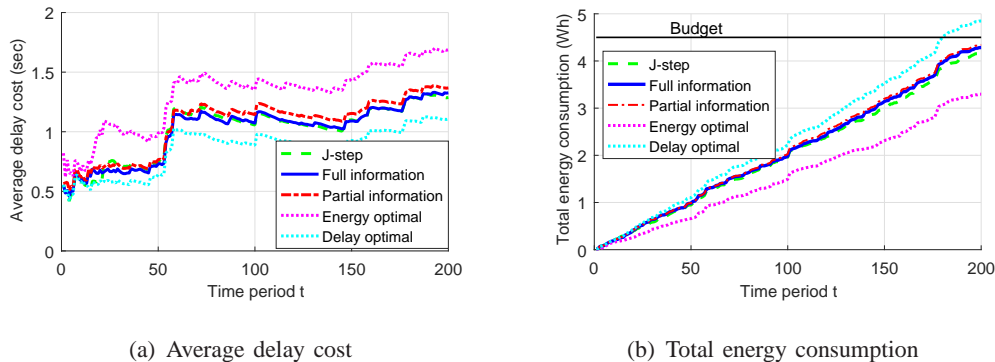 Average delay cost (sec)
2
1.5
1
0.5
0
0
50
100
150
200
Time period t
J-step
Full information
Partial information
Energy optimal
Delay optimal
(a) Average delay cost
Total energy consumption (Wh)
5
4
3
2
1
0
0
50
100
150
200
Time period t
Budget
J-step
Full information
Partial information
Energy optimal
Delay optimal
(b) Total energy consumption